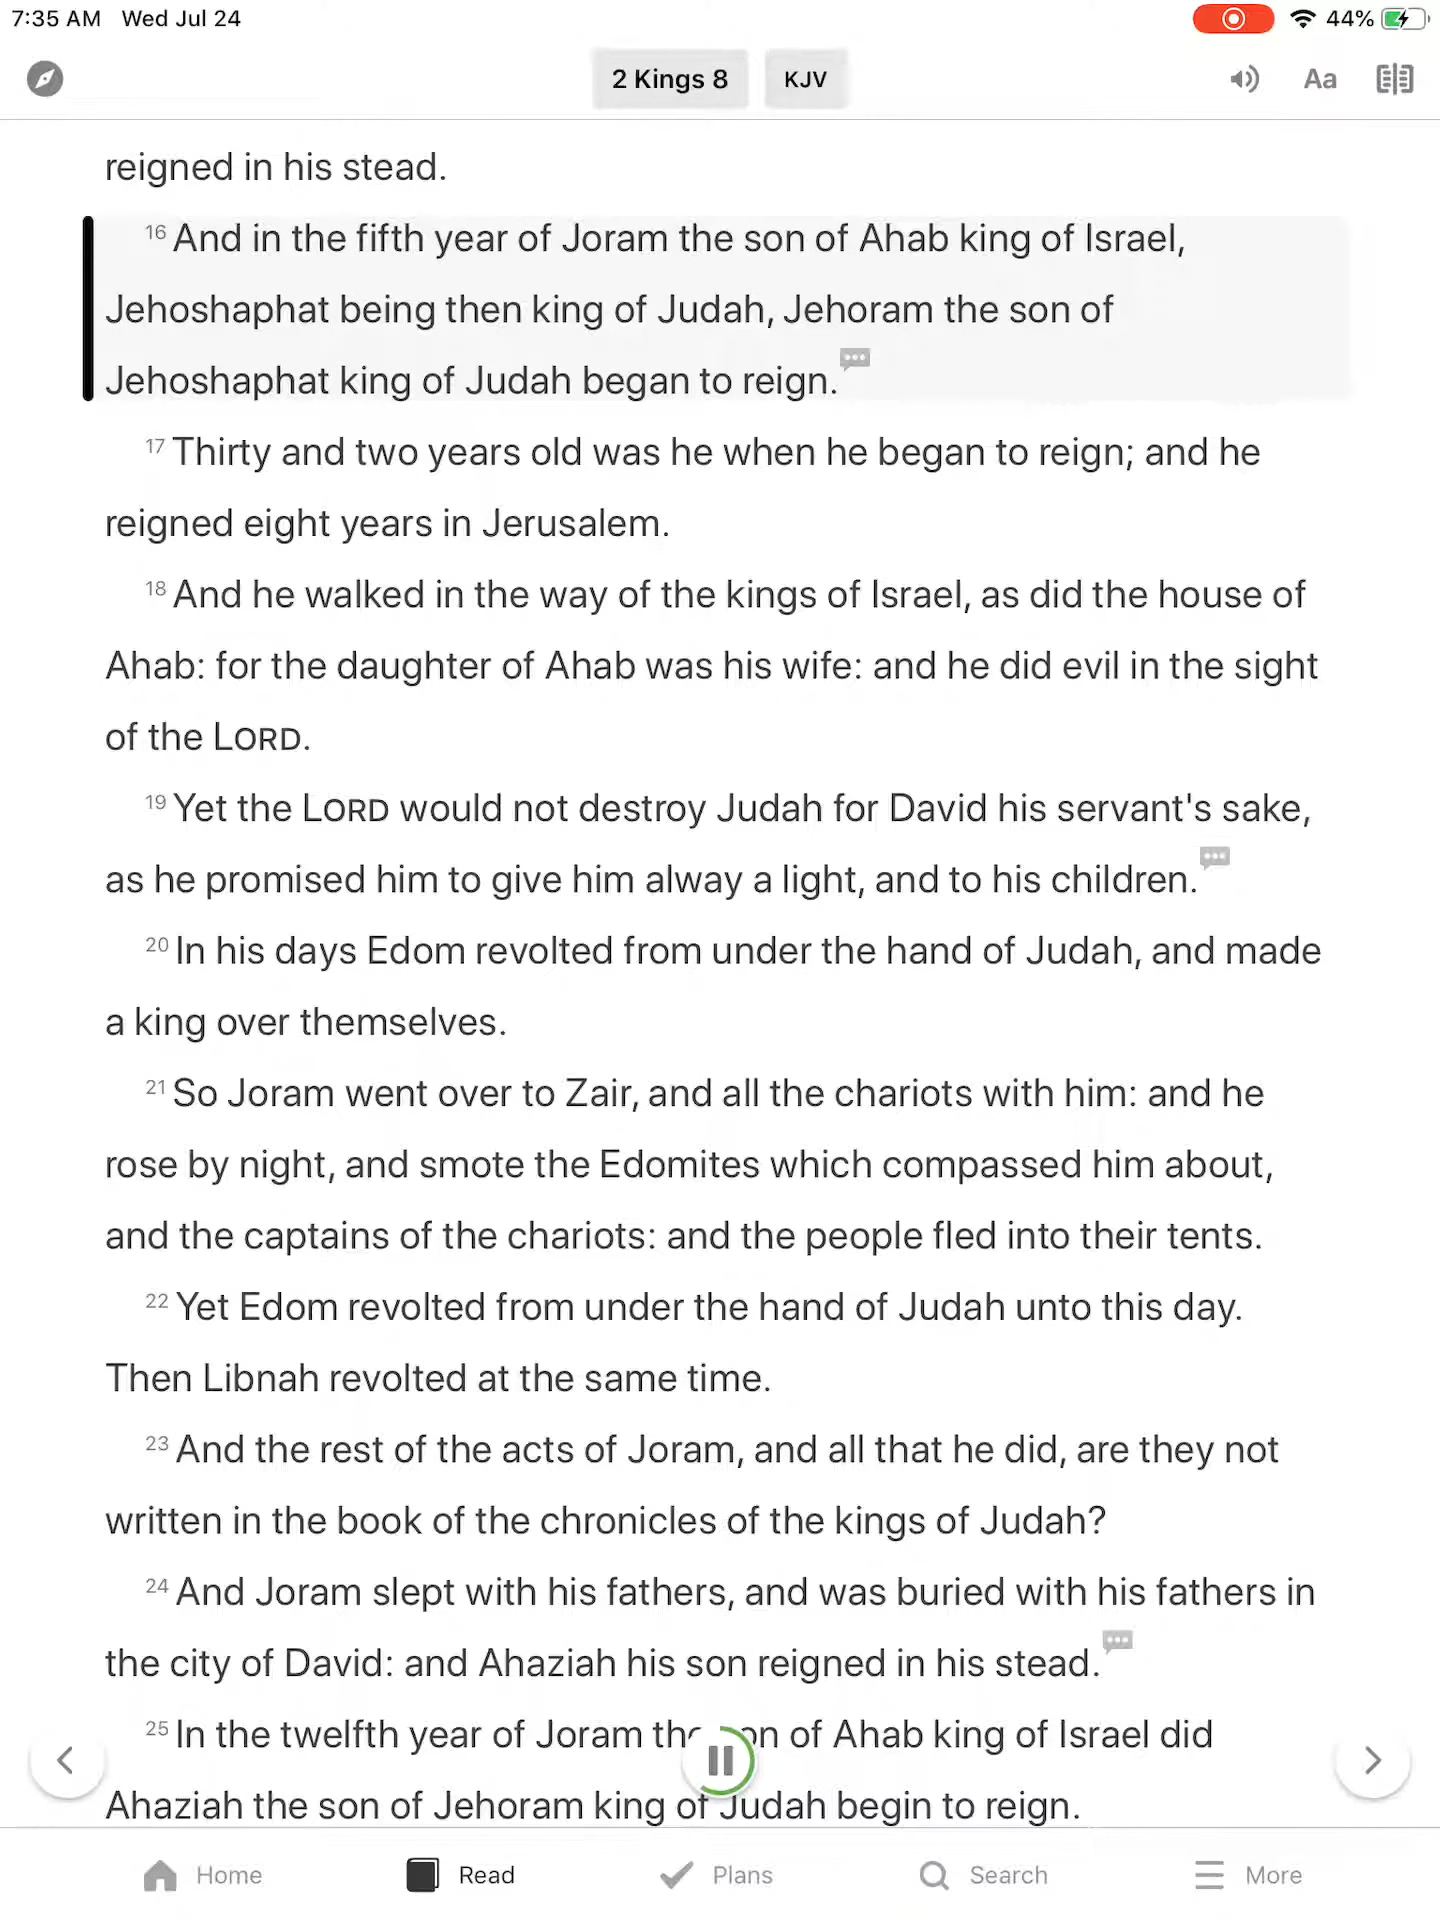 7:35 AM Wed Jul 24 44%
2 Kings 8 KJV Aa
reigned in his stead.
16 And in the fifth year of Joram the son of Ahab king of Israel,
Jehoshaphat being then king of Judah, Jehoram the son of
Jehoshaphat king of Judah began to reign.
17 Thirty and two years old was he when he began to reign; and he
reigned eight years in Jerusalem.
18 And he walked in the way of the kings of Israel, as did the house of
Ahab: for the daughter of Ahab was his wife: and he did evil in the sight
of the LORD.
19 Yet the LORD would not destroy Judah for David his servant's sake,
as he promised him to give him alway a light, and to his children.
20 In his days Edom revolted from under the hand of Judah, and made
a king over themselves.
21 So Joram went over to Zair, and all the chariots with him: and he
rose by night, and smote the Edomites which compassed him about,
and the captains of the chariots: and the people fled into their tents.
22 Yet Edom revolted from under the hand of Judah unto this day.
Then Libnah revolted at the same time.
23 And the rest of the acts of Joram, and all that he did, are they not
written in the book of the chronicles of the kings of Judah?
24 And Joram slept with his fathers, and was buried with his fathers in
the city of David: and Ahaziah his son reigned in his stead.
25 In the twelfth year of Joram the son of Ahab king of Israel did
Ahaziah the son of Jehoram king of Judah begin to reign.
Home Read Plans Search More